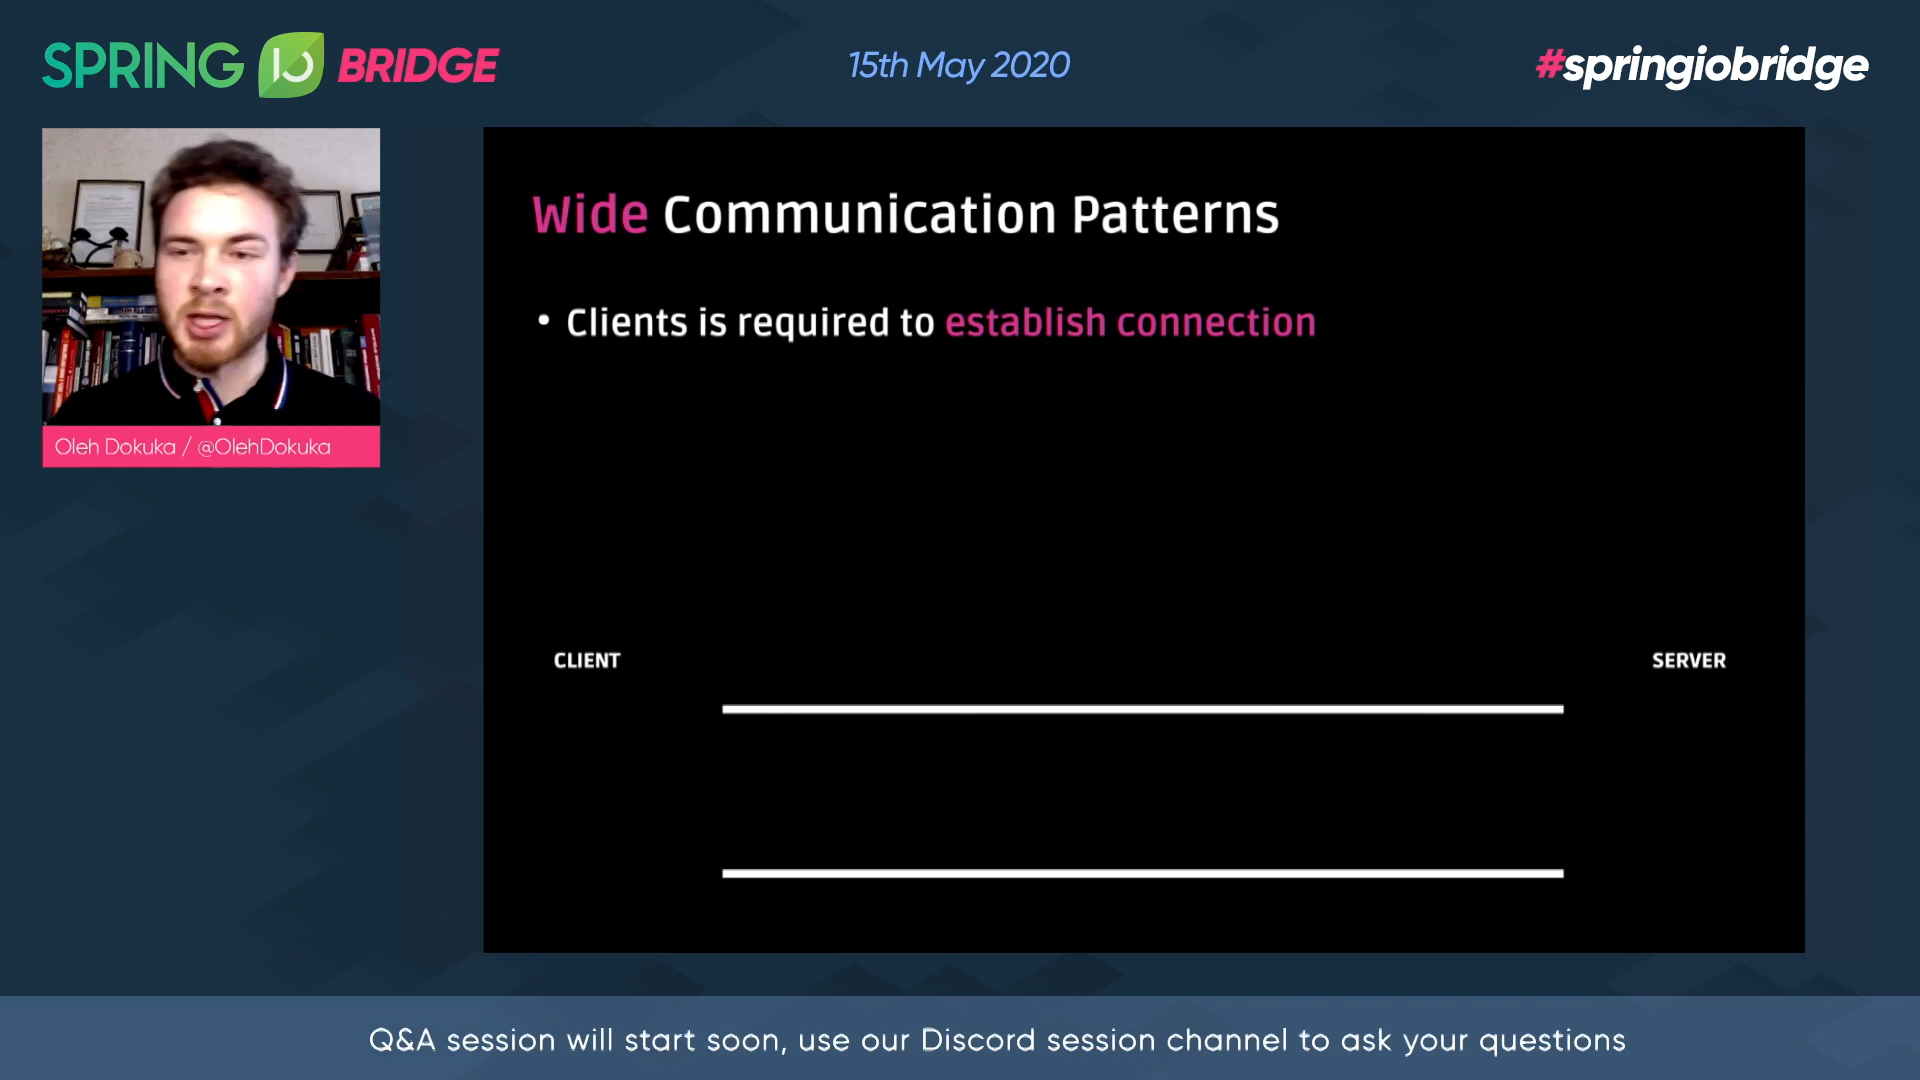 SPRING IO BRIDGE
15th May 2020
#springiobridge
Oleh Dokuka / @OlehDokuka
Wide Communication Patterns
• Clients is required to establish connection
CLIENT
SERVER
Q&A session will start soon, use our Discord session channel to ask your questions